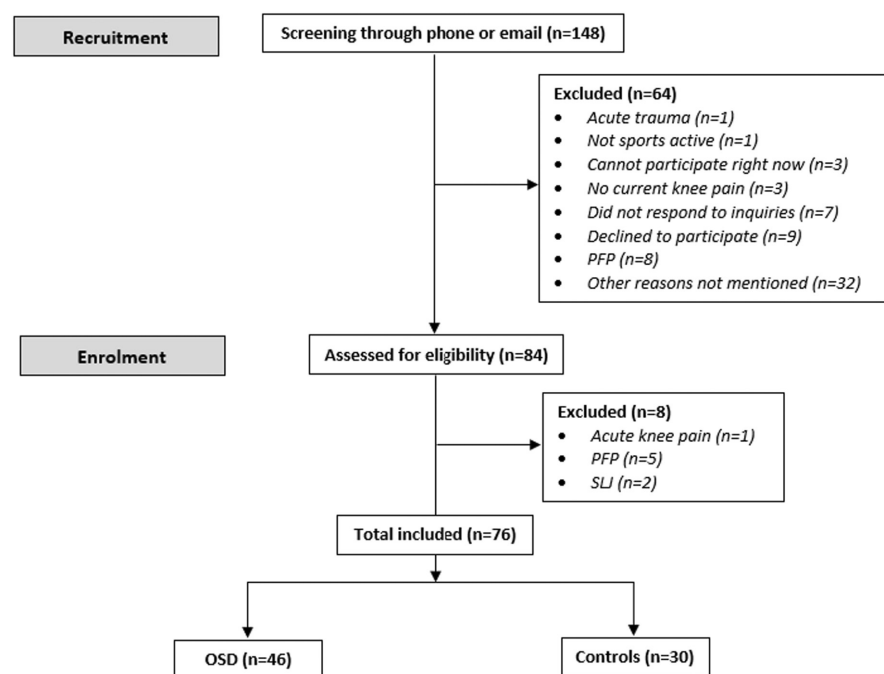 Recruitment
Screening through phone or email (n=148)
Excluded (n=64)
• Acute trauma (n=1)
• Not sports active (n=1)
• Cannot participate right now (n=3)
• No current knee pain (n=3)
• Did not respond to inquiries (n=7)
• Declined to participate (n=9)
• PFP (n=8)
• Other reasons not mentioned (n=32)
Enrolment
Assessed for eligibility (n=84)
Excluded (n=8)
• Acute knee pain (n=1)
• PFP (n=5)
• SLJ (n=2)
Total included (n=76)
OSD (n=46)
Controls (n=30)